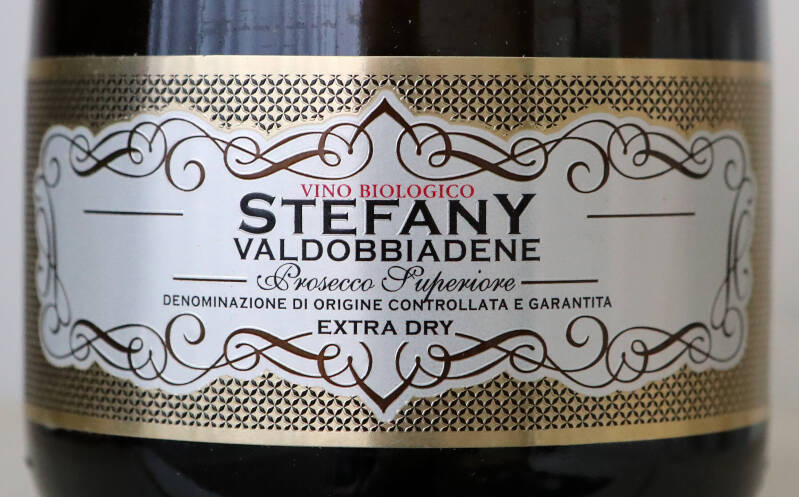 VINO BIOLOGICO
STEFANY
VALDOBBIADENE
Prosecco Superiore
DENOMINAZIONE DI ORIGINE CONTROLLATA E GARANTITA
EXTRA DRY